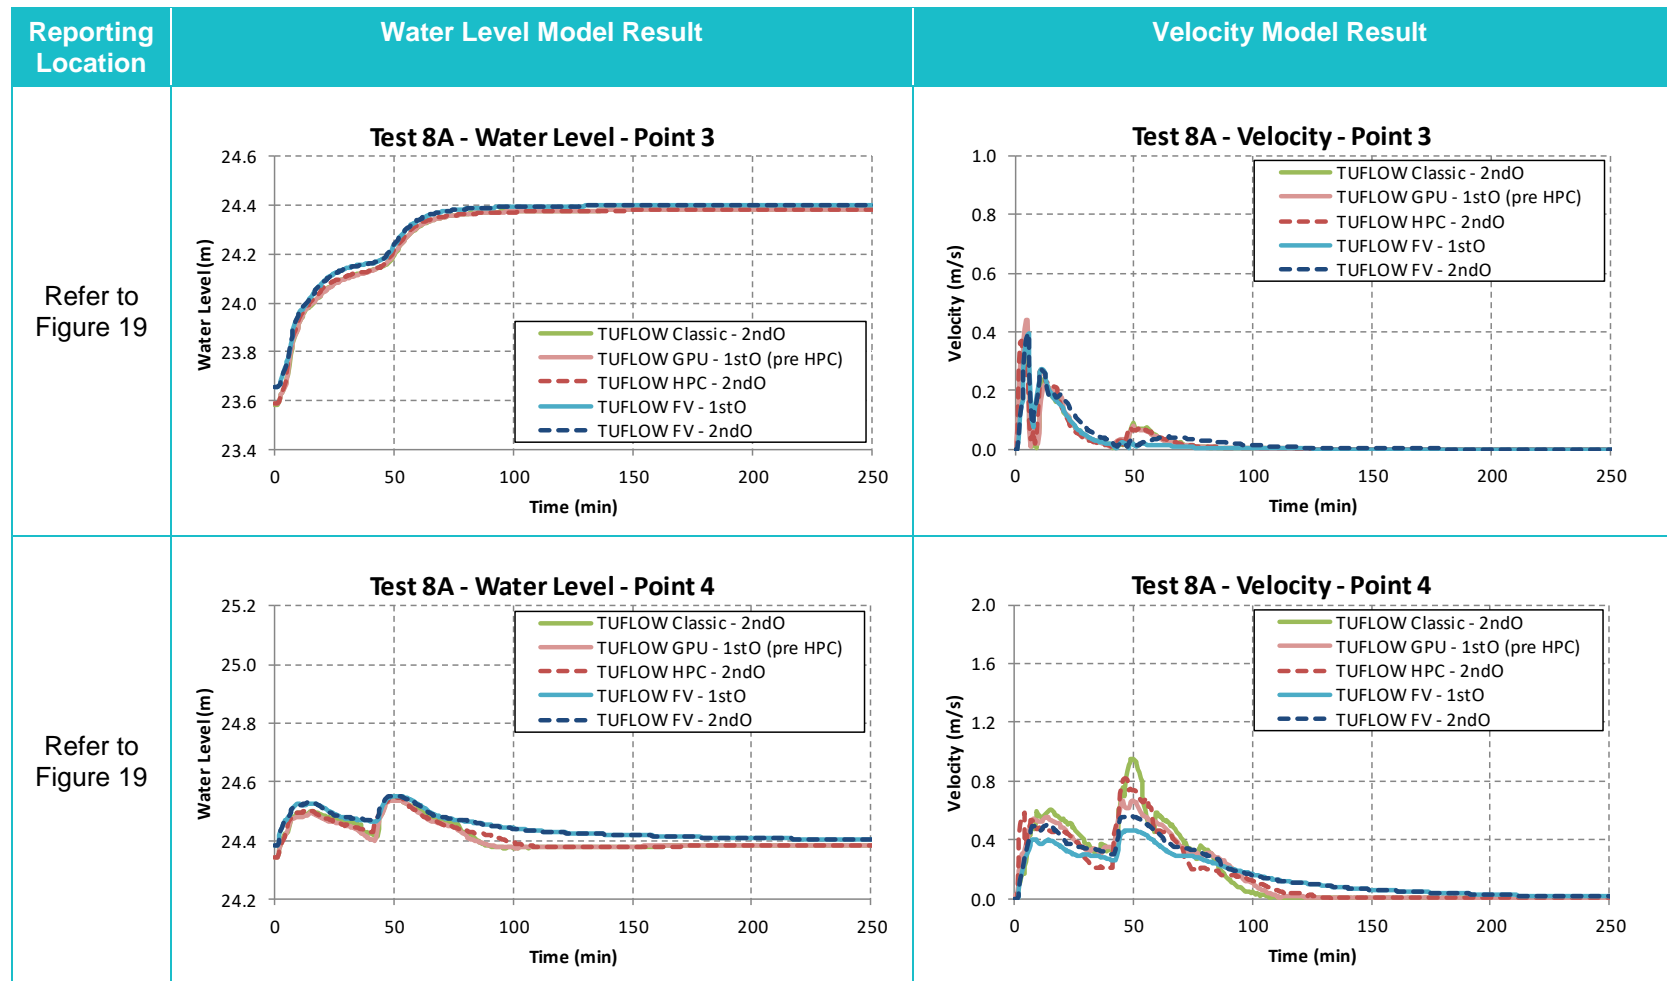 Reporting
Location
Water Level Model Result
Velocity Model Result
Refer to
Figure 19
Test 8A - Water Level - Point 3
24.6
24.4
24.2
24.0
23.8
23.6
23.4
Water Level (m)
TUFLOW Classic - 2ndO
TUFLOW GPU - 1stO (pre HPC)
TUFLOW HPC - 2ndO
TUFLOW FV - 1stO
TUFLOW FV - 2ndO
0 50 100 150 200 250
Time (min)
Test 8A - Velocity - Point 3
1.0
0.8
0.6
0.4
0.2
0.0
Velocity (m/s)
TUFLOW Classic - 2ndO
TUFLOW GPU - 1stO (pre HPC)
TUFLOW HPC - 2ndO
TUFLOW FV - 1stO
TUFLOW FV - 2ndO
0 50 100 150 200 250
Time (min)
Refer to
Figure 19
Test 8A - Water Level - Point 4
25.2
25.0
24.8
24.6
24.4
24.2
Water Level (m)
TUFLOW Classic - 2ndO
TUFLOW GPU - 1stO (pre HPC)
TUFLOW HPC - 2ndO
TUFLOW FV - 1stO
TUFLOW FV - 2ndO
0 50 100 150 200 250
Time (min)
Test 8A - Velocity - Point 4
2.0
1.6
1.2
0.8
0.4
0.0
Velocity (m/s)
TUFLOW Classic - 2ndO
TUFLOW GPU - 1stO (pre HPC)
TUFLOW HPC - 2ndO
TUFLOW FV - 1stO
TUFLOW FV - 2ndO
0 50 100 150 200 250
Time (min)